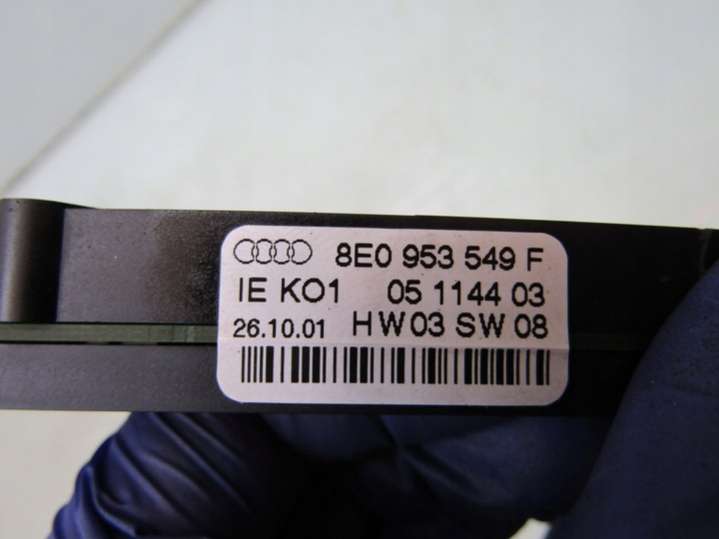 8E0 953 549 F
IE KO1 05 1144 03
26.10.01 HW03 SW08